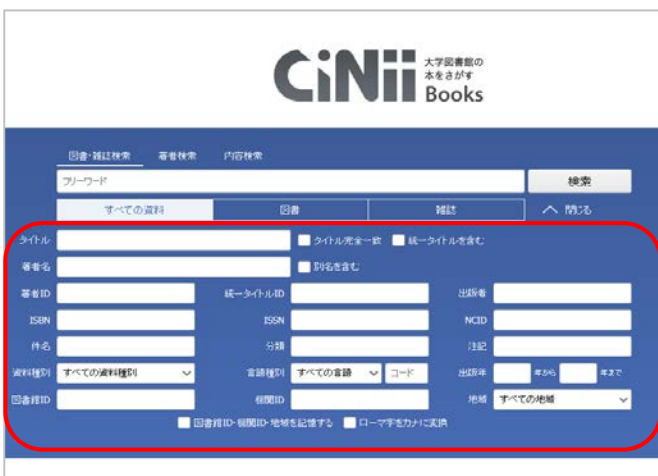 CiNii 大学図書館の
本をさがす
Books
図書・雑誌検索 著者検索 内容検索
フリーワード 検索
すべての資料 図書 雑誌 閉じる
タイトル タイトル完全一致 統一タイトルを含む
著者名 別名を含む
著者ID 統一タイトルID 出版者
ISBN ISSN NCID
件名 分類 注記
資料種別 すべての資料種別 言語種別 すべての言語 コード 出版年 年から 年まで
図書館ID 機関ID 地域 すべての地域
図書館ID・機関ID・地域を記憶する ローマ字をカナに変換